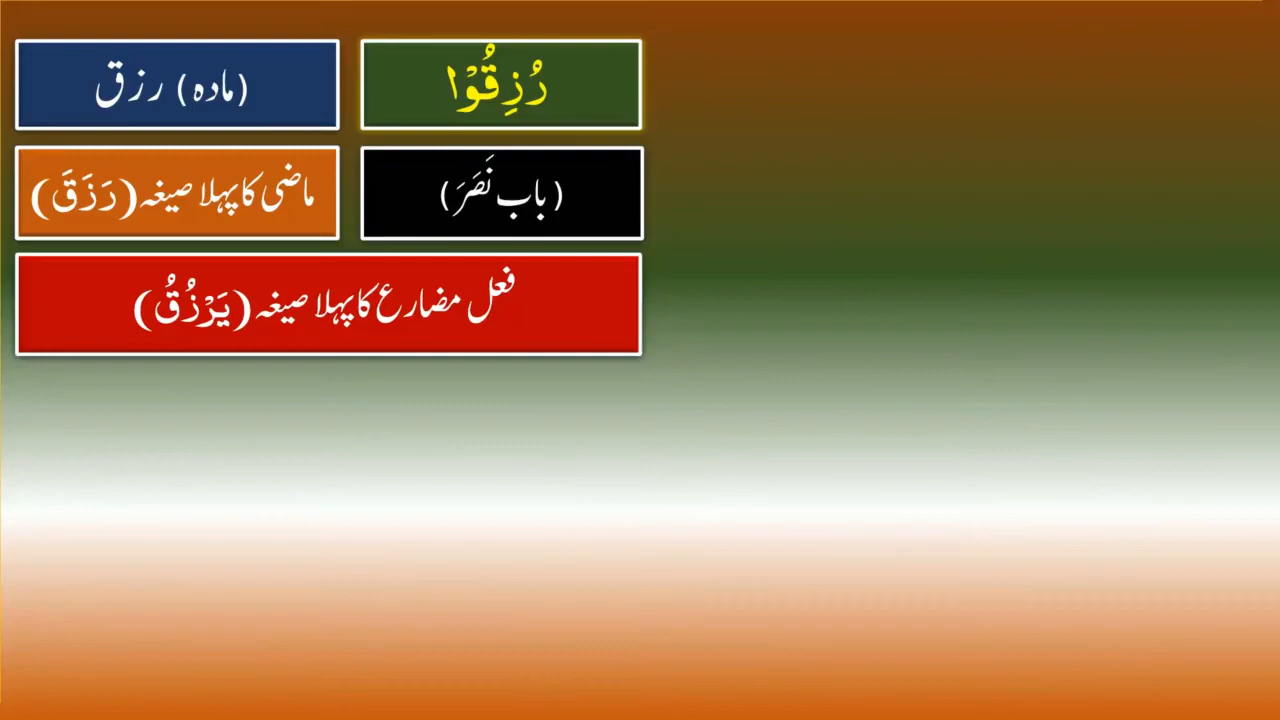 رُزِقُوْا
(مادہ) رزق
(باب نَصَرَ)
ماضی کا پہلا صیغہ (رَزَقَ)
فعل مضارع کا پہلا صیغہ (يَرْزُقُ)